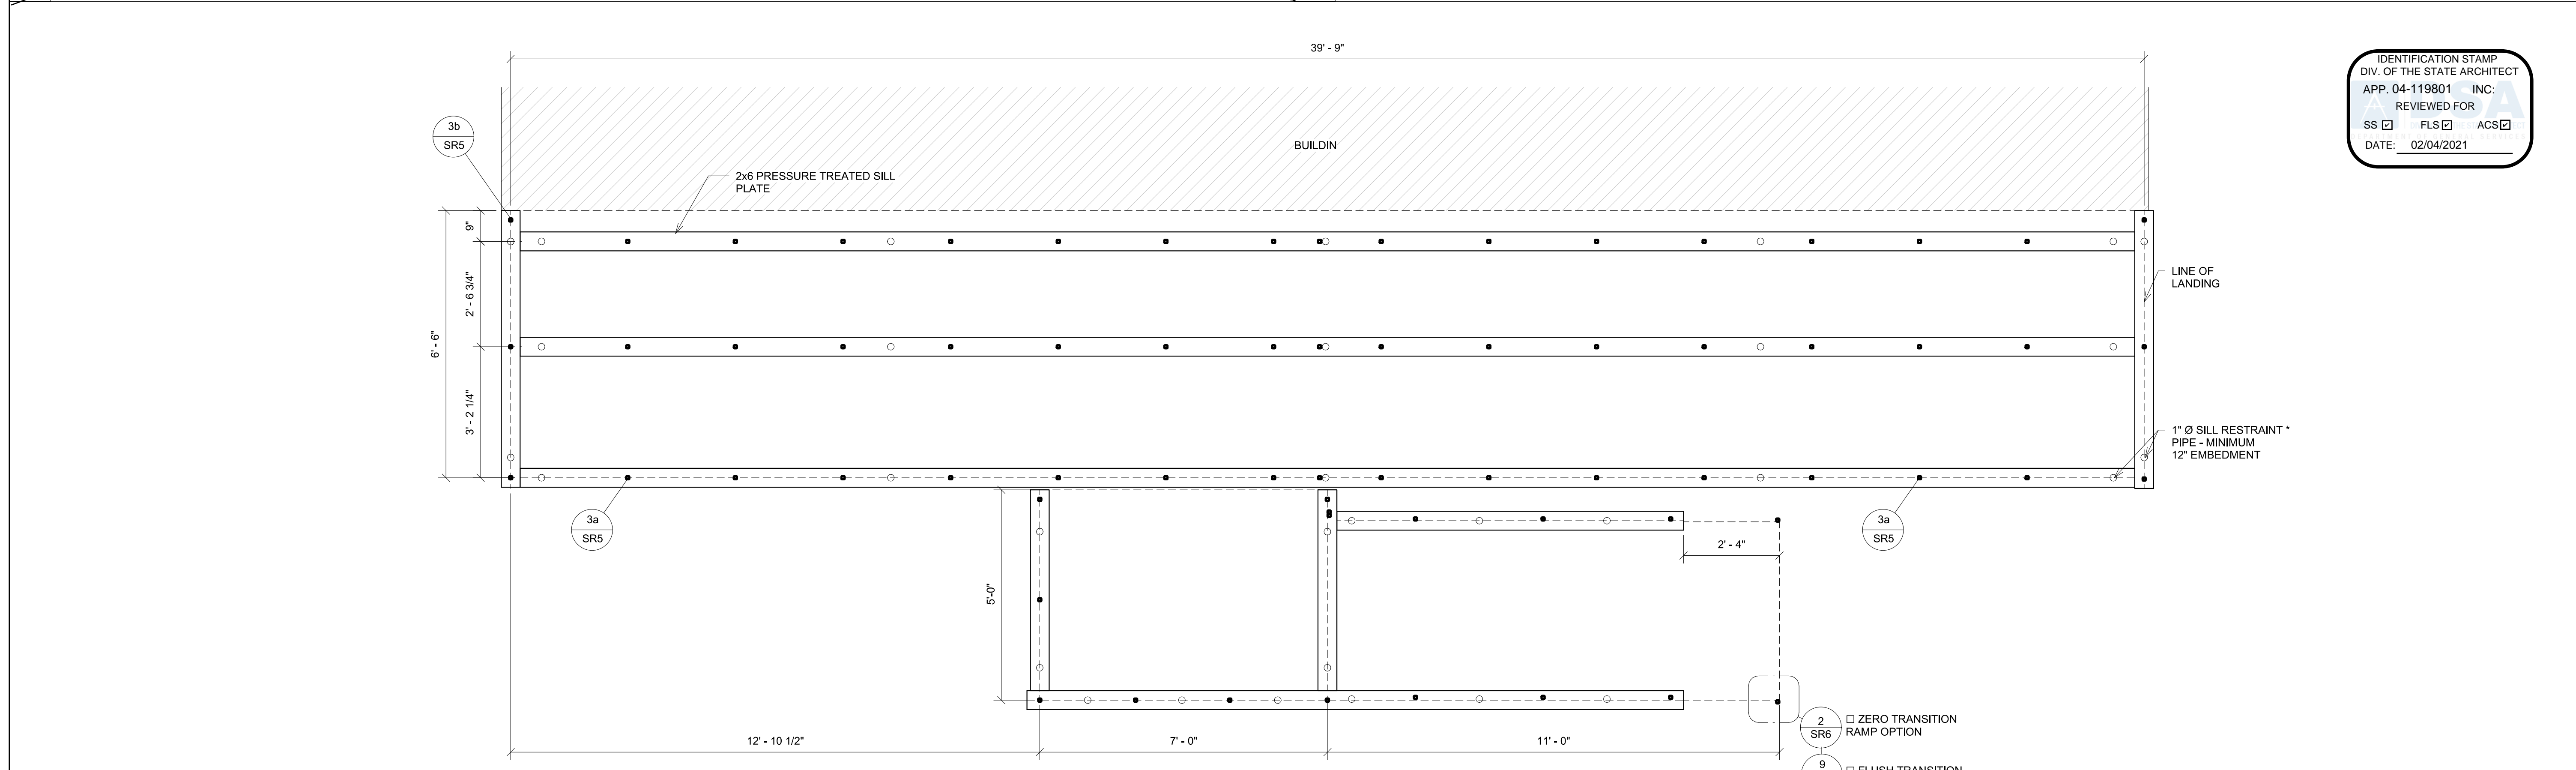 39' - 9"
IDENTIFICATION STAMP
DIV. OF THE STATE ARCHITECT
APP. 04-119801 INC:
REVIEWED FOR
SS ☑ FLS ☑ ACS ☑
DATE: 02/04/2021
3b
SR5
BUILDIN
2x6 PRESSURE TREATED SILL
PLATE
9"
2' - 6 3/4"
6' - 6"
3' - 2 1/4"
LINE OF
LANDING
1" Ø SILL RESTRAINT *
PIPE - MINIMUM
12" EMBEDMENT
3a
SR5
3a
SR5
2' - 4"
5'-0"
2
SR6
☐ ZERO TRANSITION
RAMP OPTION
12' - 10 1/2"
7' - 0"
11' - 0"
9
☐ FLUSH TRANSITION